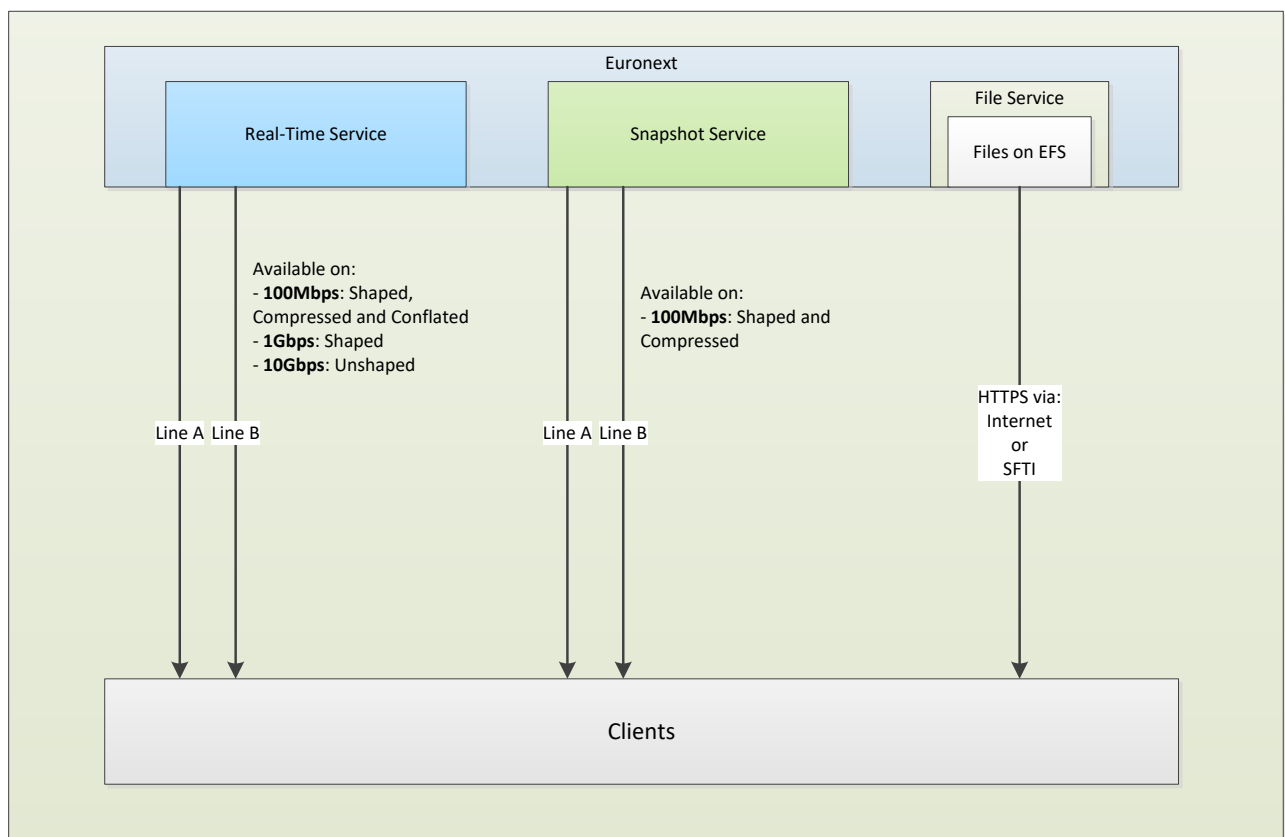 Euronext
Real-Time Service
Snapshot Service
File Service
Files on EFS
Available on:
- 100Mbps: Shaped,
Compressed and Conflated
- 1Gbps: Shaped
- 10Gbps: Unshaped
Available on:
- 100Mbps: Shaped and
Compressed
Line A
Line B
Line A
Line B
HTTPS via:
Internet
or
SFTI
Clients